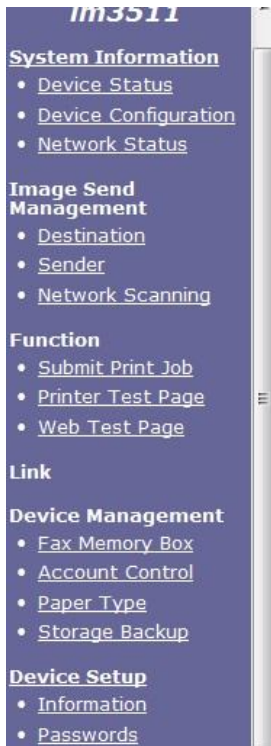 im3511
System Information
Device Status
Device Configuration
Network Status
Image Send
Management
Destination
Sender
Network Scanning
Function
Submit Print Job
Printer Test Page
Web Test Page
Link
Device Management
Fax Memory Box
Account Control
Paper Type
Storage Backup
Device Setup
Information
Passwords